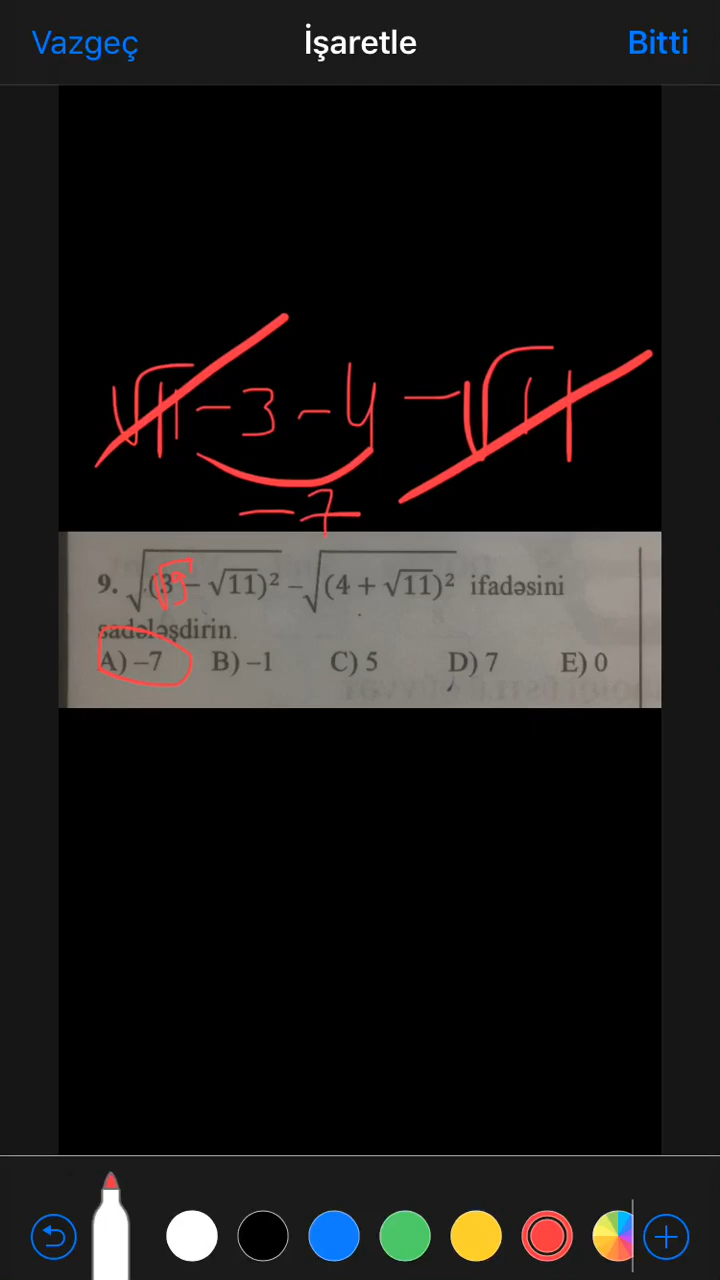 Vazgeç İşaretle Bitti
√11 - 3 - 4 - √11
-7
9. √(3 - √11)² - √(4 + √11)² ifadəsini
√9
sadələşdirin.
A) -7 B) -1 C) 5 D) 7 E) 0